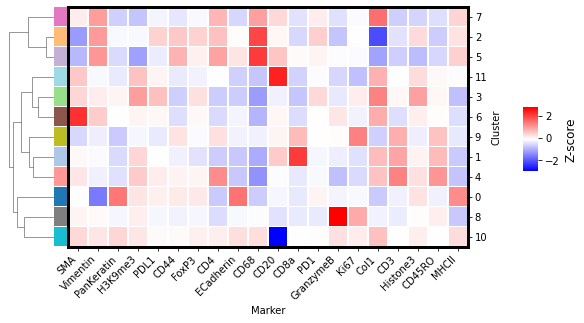 7
2
5
11
3
6
9
1
4
0
8
10
Cluster
2
0
−2
Z-score
SMA
Vimentin
PanKeratin
H3K9me3
PDL1
CD44
FoxP3
CD4
ECadherin
CD68
CD20
CD8a
PD1
GranzymeB
Ki67
Col1
CD3
Histone3
CD45RO
MHCII
Marker